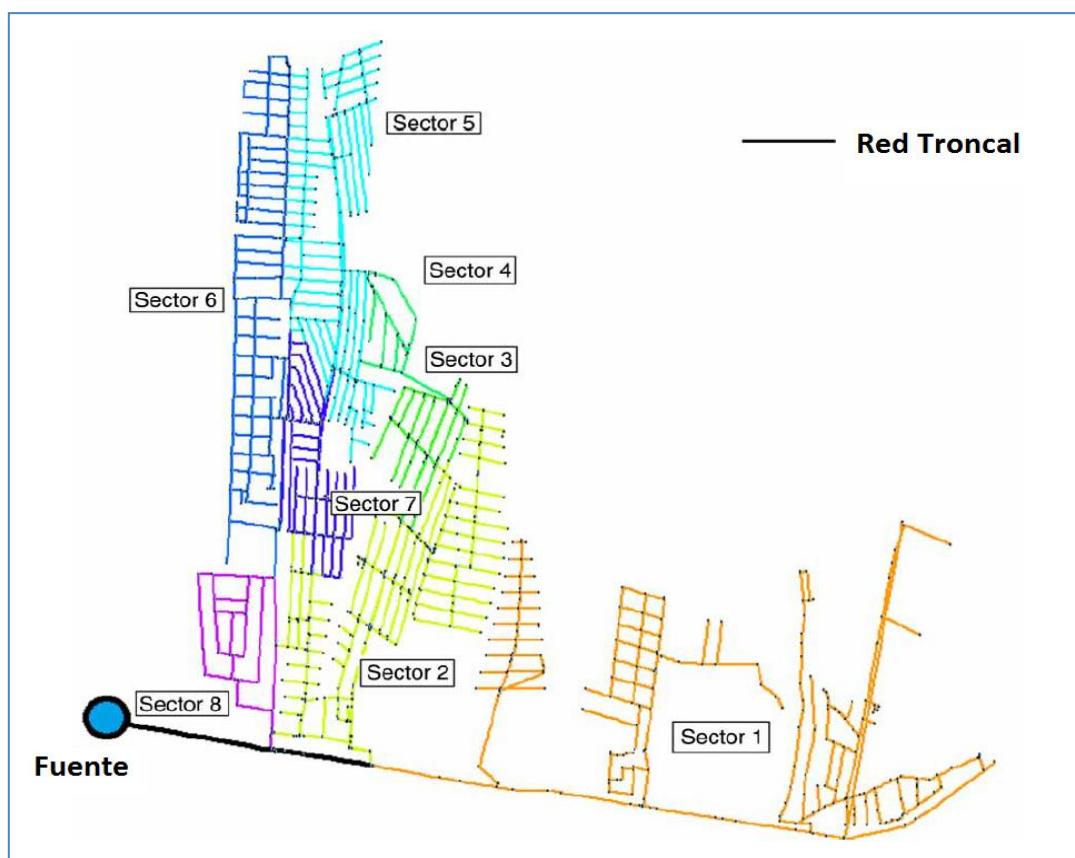 Sector 5
Red Troncal
Sector 4
Sector 6
Sector 3
Sector 7
Sector 2
Sector 8
Sector 1
Fuente